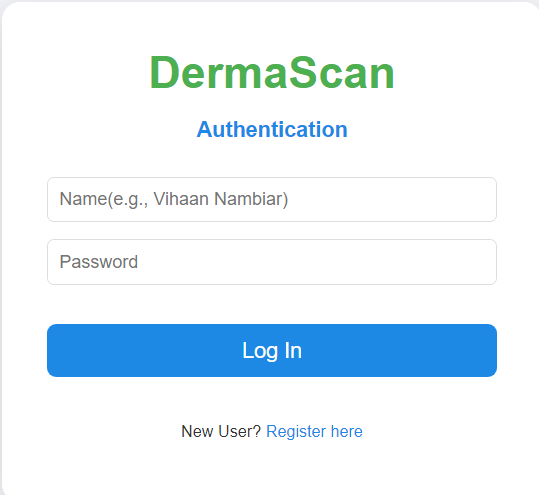 DermaScan
Authentication
Name(e.g., Vihaan Nambiar)
Password
Log In
New User? Register here